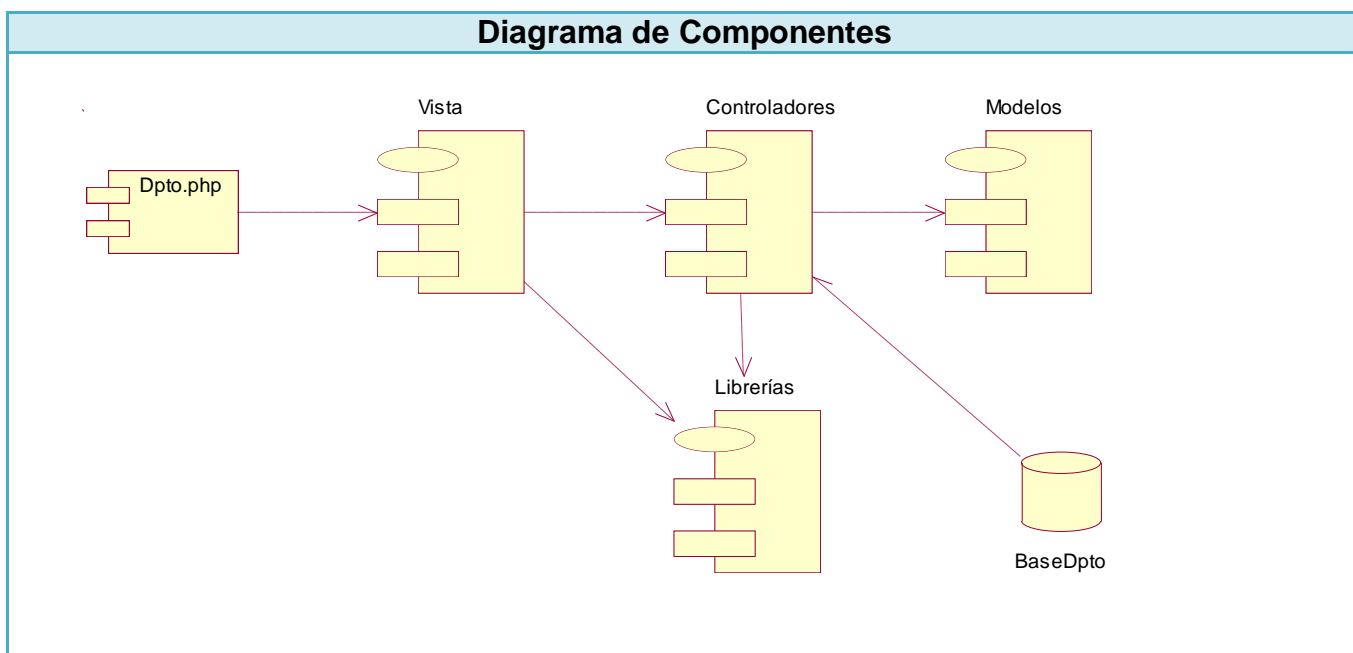 Diagrama de Componentes
Vista
Controladores
Modelos
Dpto.php
Librerías
BaseDpto